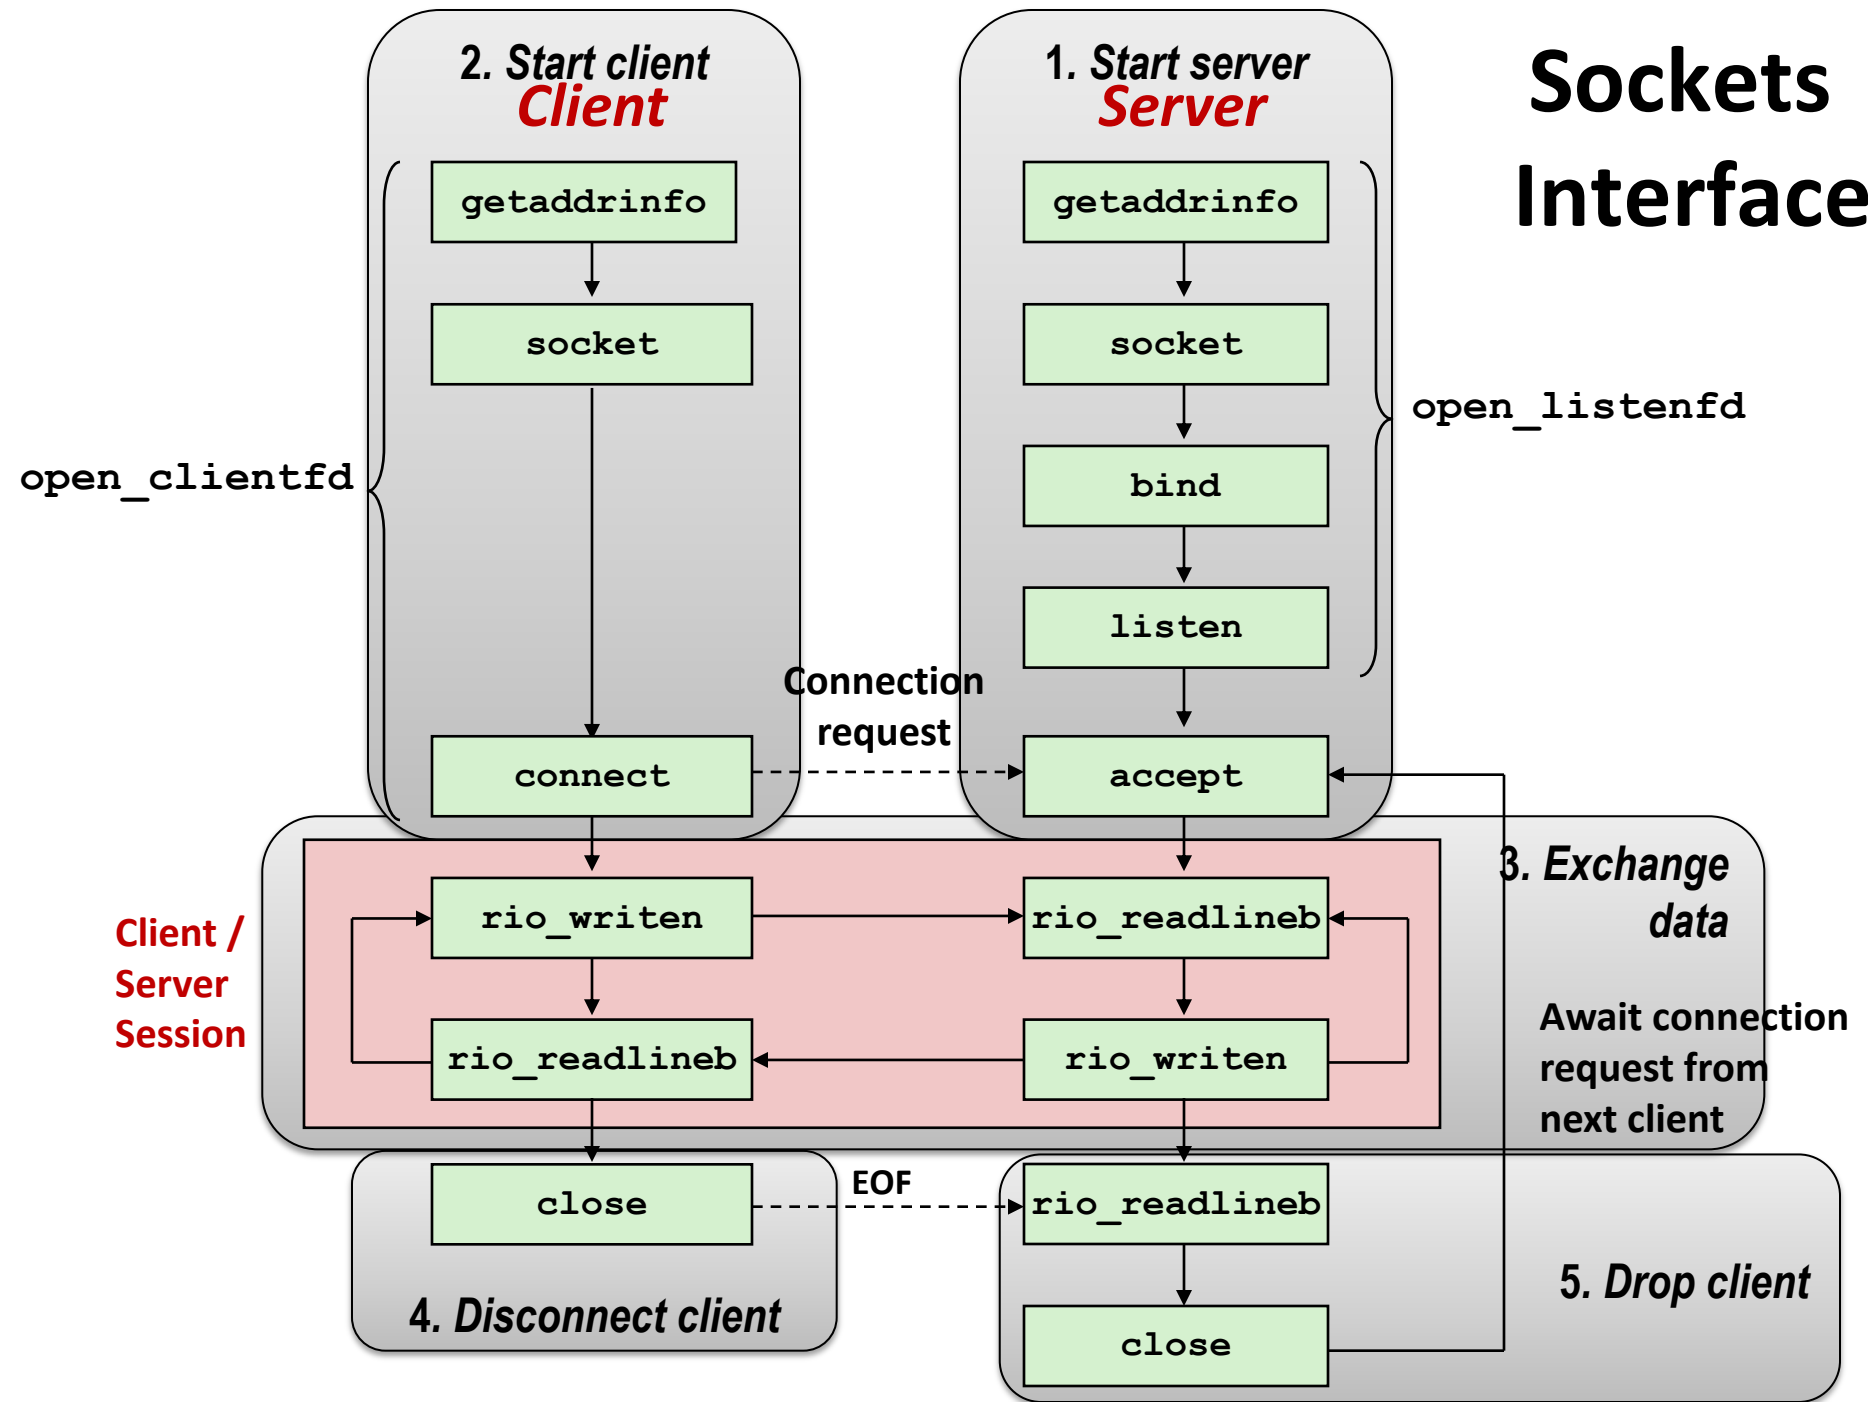 Sockets
Interface
2. Start client
Client
1. Start server
Server
getaddrinfo
getaddrinfo
socket
socket
open_listenfd
open_clientfd
bind
listen
Connection
request
connect
accept
3. Exchange
data
Client /
Server
Session
rio_writen
rio_readlineb
rio_readlineb
rio_writen
Await connection
request from
next client
close
EOF
rio_readlineb
4. Disconnect client
5. Drop client
close